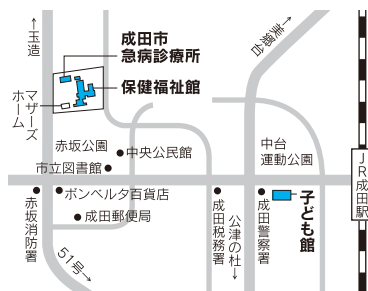 ←玉造
成田市
急病診療所
保健福祉館
マザーズ
ホーム
←美郷台
赤坂公園
中央公民館
市立図書館
中台
運動公園
JR成田駅
ボンベルタ百貨店
成田郵便局
赤坂消防署
51号→
成田税務署
公津の杜→
成田警察署
子ども館